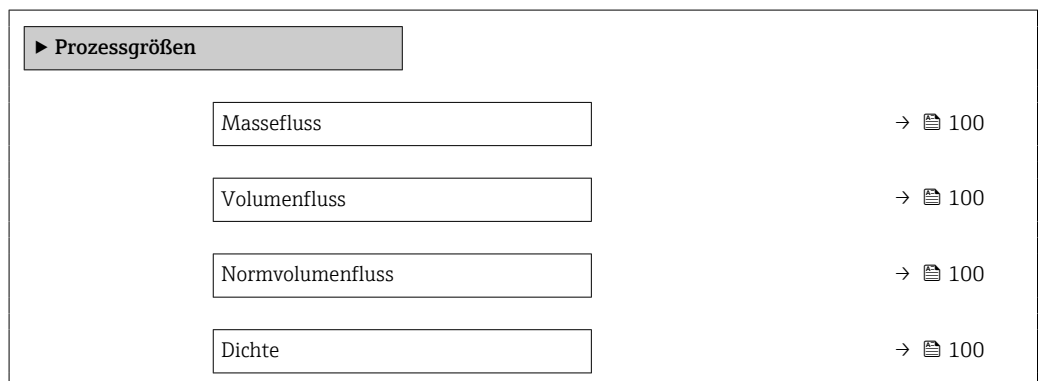 ▶ Prozessgrößen
Massefluss → 100
Volumenfluss → 100
Normvolumenfluss → 100
Dichte → 100